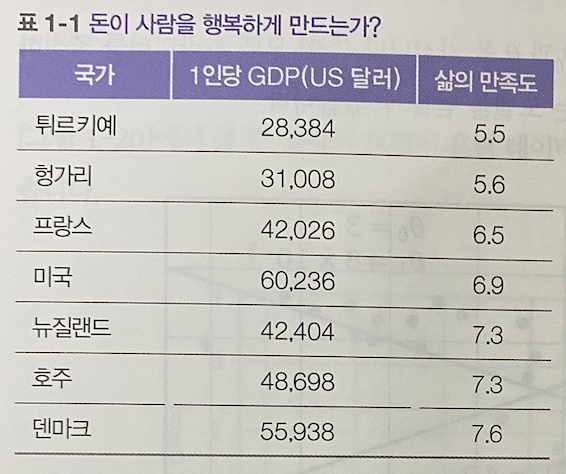 표 1-1 돈이 사람을 행복하게 만드는가?
국가 1인당 GDP(US 달러) 삶의 만족도
튀르키예 28,384 5.5
헝가리 31,008 5.6
프랑스 42,026 6.5
미국 60,236 6.9
뉴질랜드 42,404 7.3
호주 48,698 7.3
덴마크 55,938 7.6